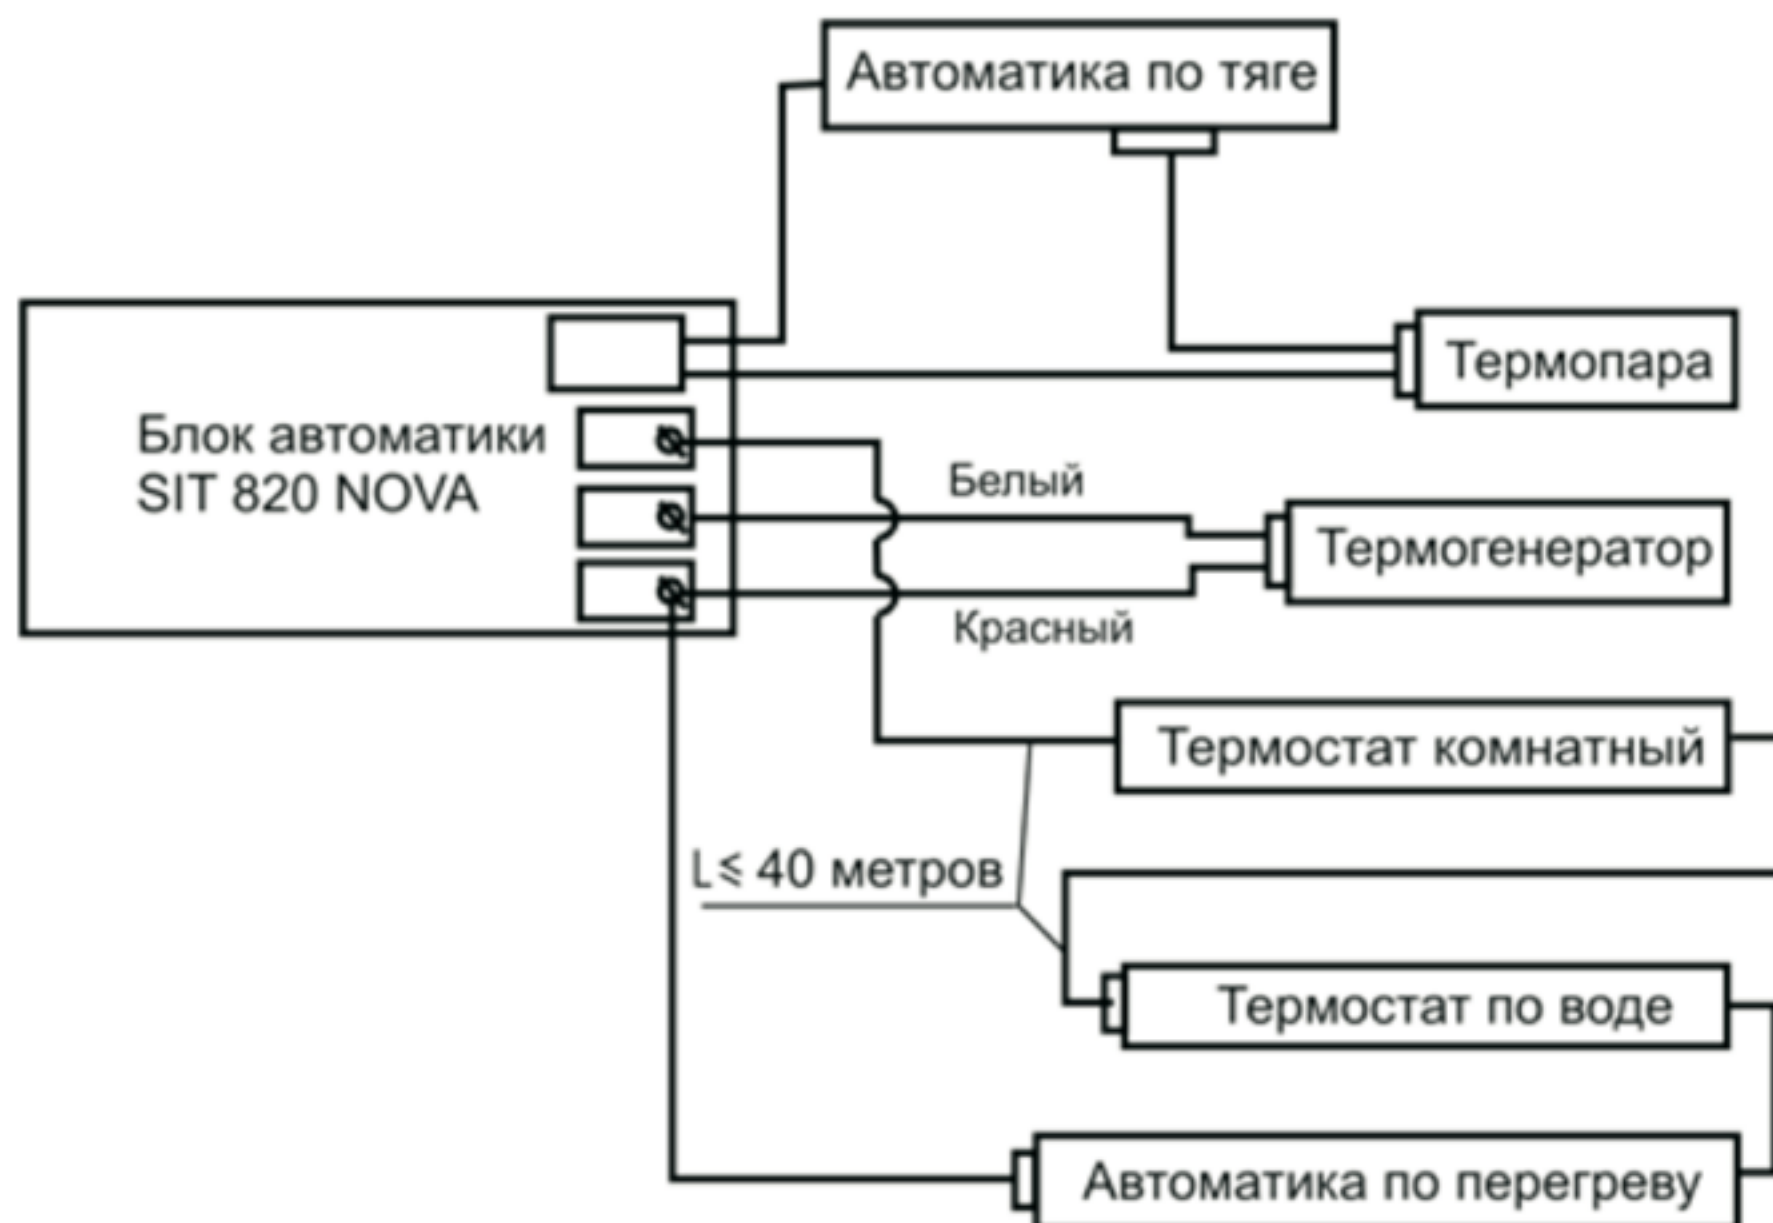 Автоматика по тяге
Термопара
Блок автоматики
SIT 820 NOVA
Белый
Термогенератор
Красный
Термостат комнатный
L≤ 40 метров
Термостат по воде
Автоматика по перегреву